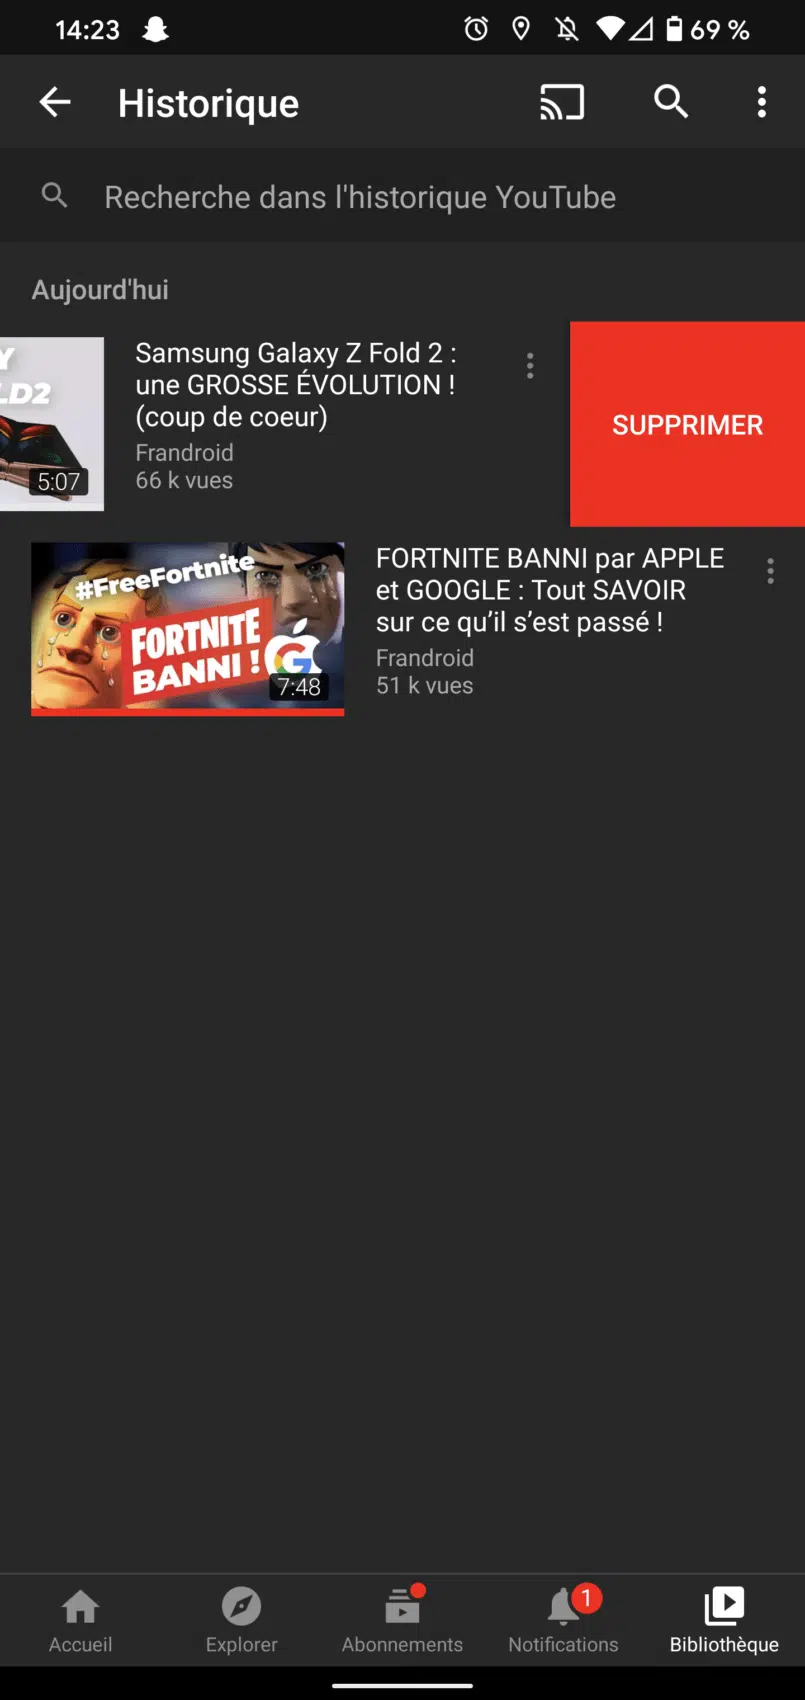 14:23
69 %
Historique
Recherche dans l'historique YouTube
Aujourd'hui
Y
LD2
5:07
Samsung Galaxy Z Fold 2 :
une GROSSE ÉVOLUTION !
(coup de coeur)
Frandroid
66 k vues
SUPPRIMER
#FreeFortnite
FORTNITE
BANNI !
7:48
FORTNITE BANNI par APPLE
et GOOGLE : Tout SAVOIR
sur ce qu’il s’est passé !
Frandroid
51 k vues
1
Accueil
Explorer
Abonnements
Notifications
Bibliothèque